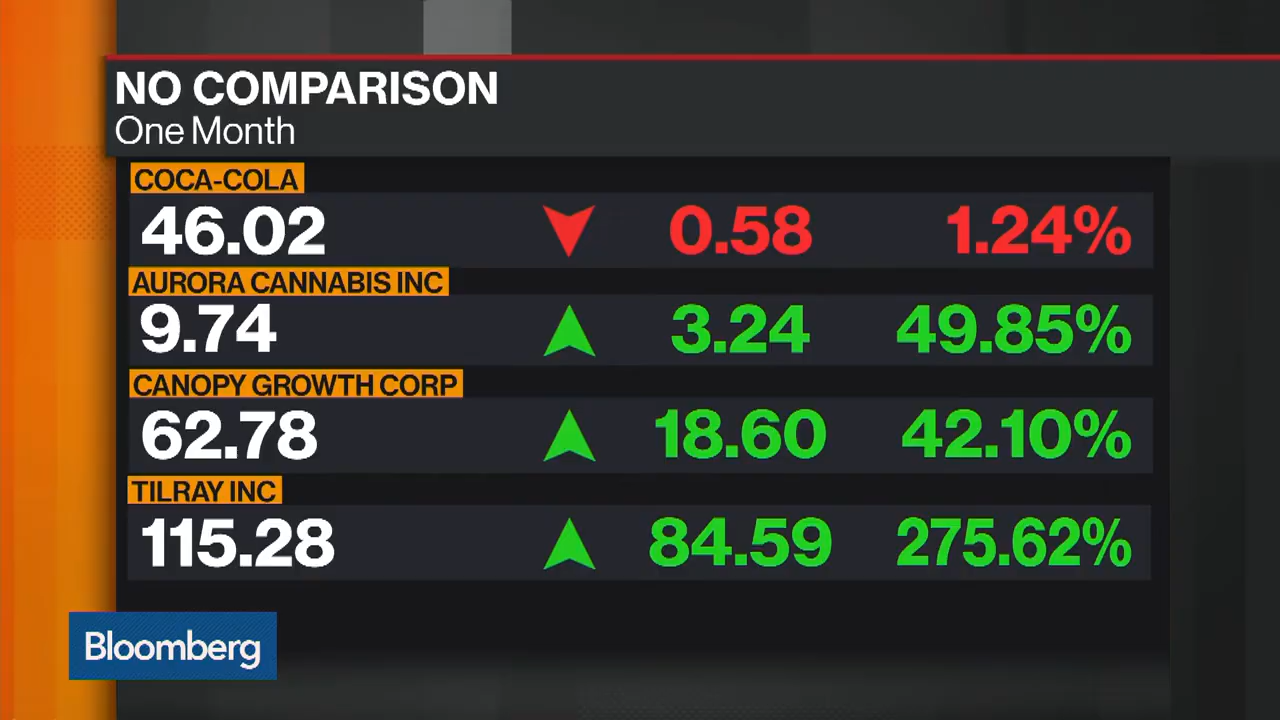 NO COMPARISON
One Month
COCA-COLA
46.02 ▼ 0.58 1.24%
AURORA CANNABIS INC
9.74 ▲ 3.24 49.85%
CANOPY GROWTH CORP
62.78 ▲ 18.60 42.10%
TILRAY INC
115.28 ▲ 84.59 275.62%
Bloomberg